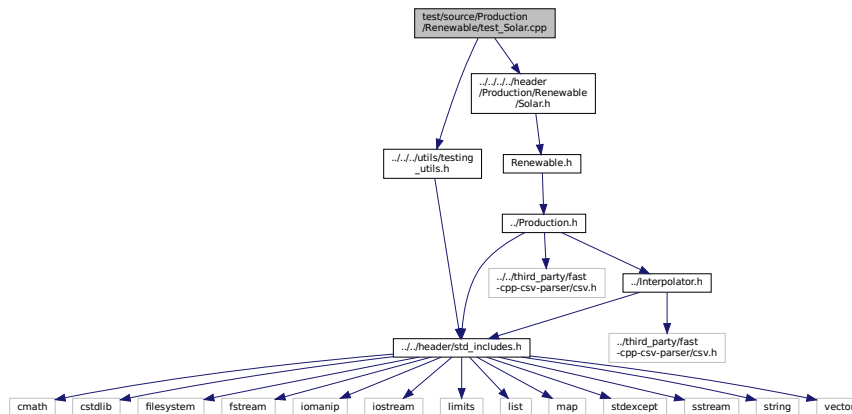 test/source/Production
/Renewable/test_Solar.cpp
../../../../header
/Production/Renewable
/Solar.h
../../../utils/testing
_utils.h
Renewable.h
../Production.h
../../third_party/fast
-cpp-csv-parser/csv.h
../Interpolator.h
../../header/std_includes.h
../third_party/fast
-cpp-csv-parser/csv.h
cmath
cstdlib
filesystem
fstream
iomanip
iostream
limits
list
map
stdexcept
sstream
string
vector